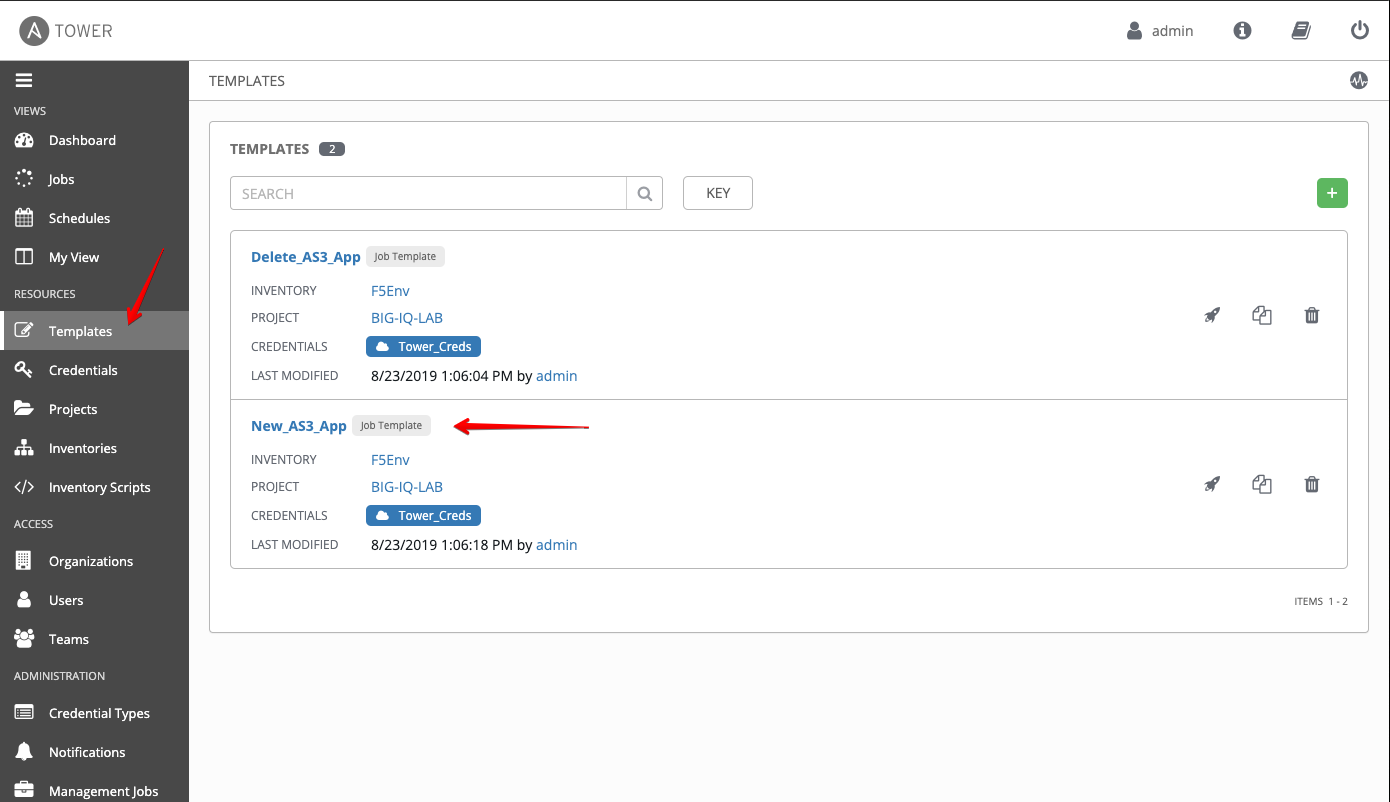 A TOWER
admin
VIEWS
Dashboard
Jobs
Schedules
My View
RESOURCES
Templates
Credentials
Projects
Inventories
Inventory Scripts
ACCESS
Organizations
Users
Teams
ADMINISTRATION
Credential Types
Notifications
Management Jobs
TEMPLATES
TEMPLATES 2
SEARCH
KEY
+
Delete_AS3_App Job Template
INVENTORY F5Env
PROJECT BIG-IQ-LAB
CREDENTIALS Tower_Creds
LAST MODIFIED 8/23/2019 1:06:04 PM by admin
New_AS3_App Job Template
INVENTORY F5Env
PROJECT BIG-IQ-LAB
CREDENTIALS Tower_Creds
LAST MODIFIED 8/23/2019 1:06:18 PM by admin
ITEMS 1 - 2